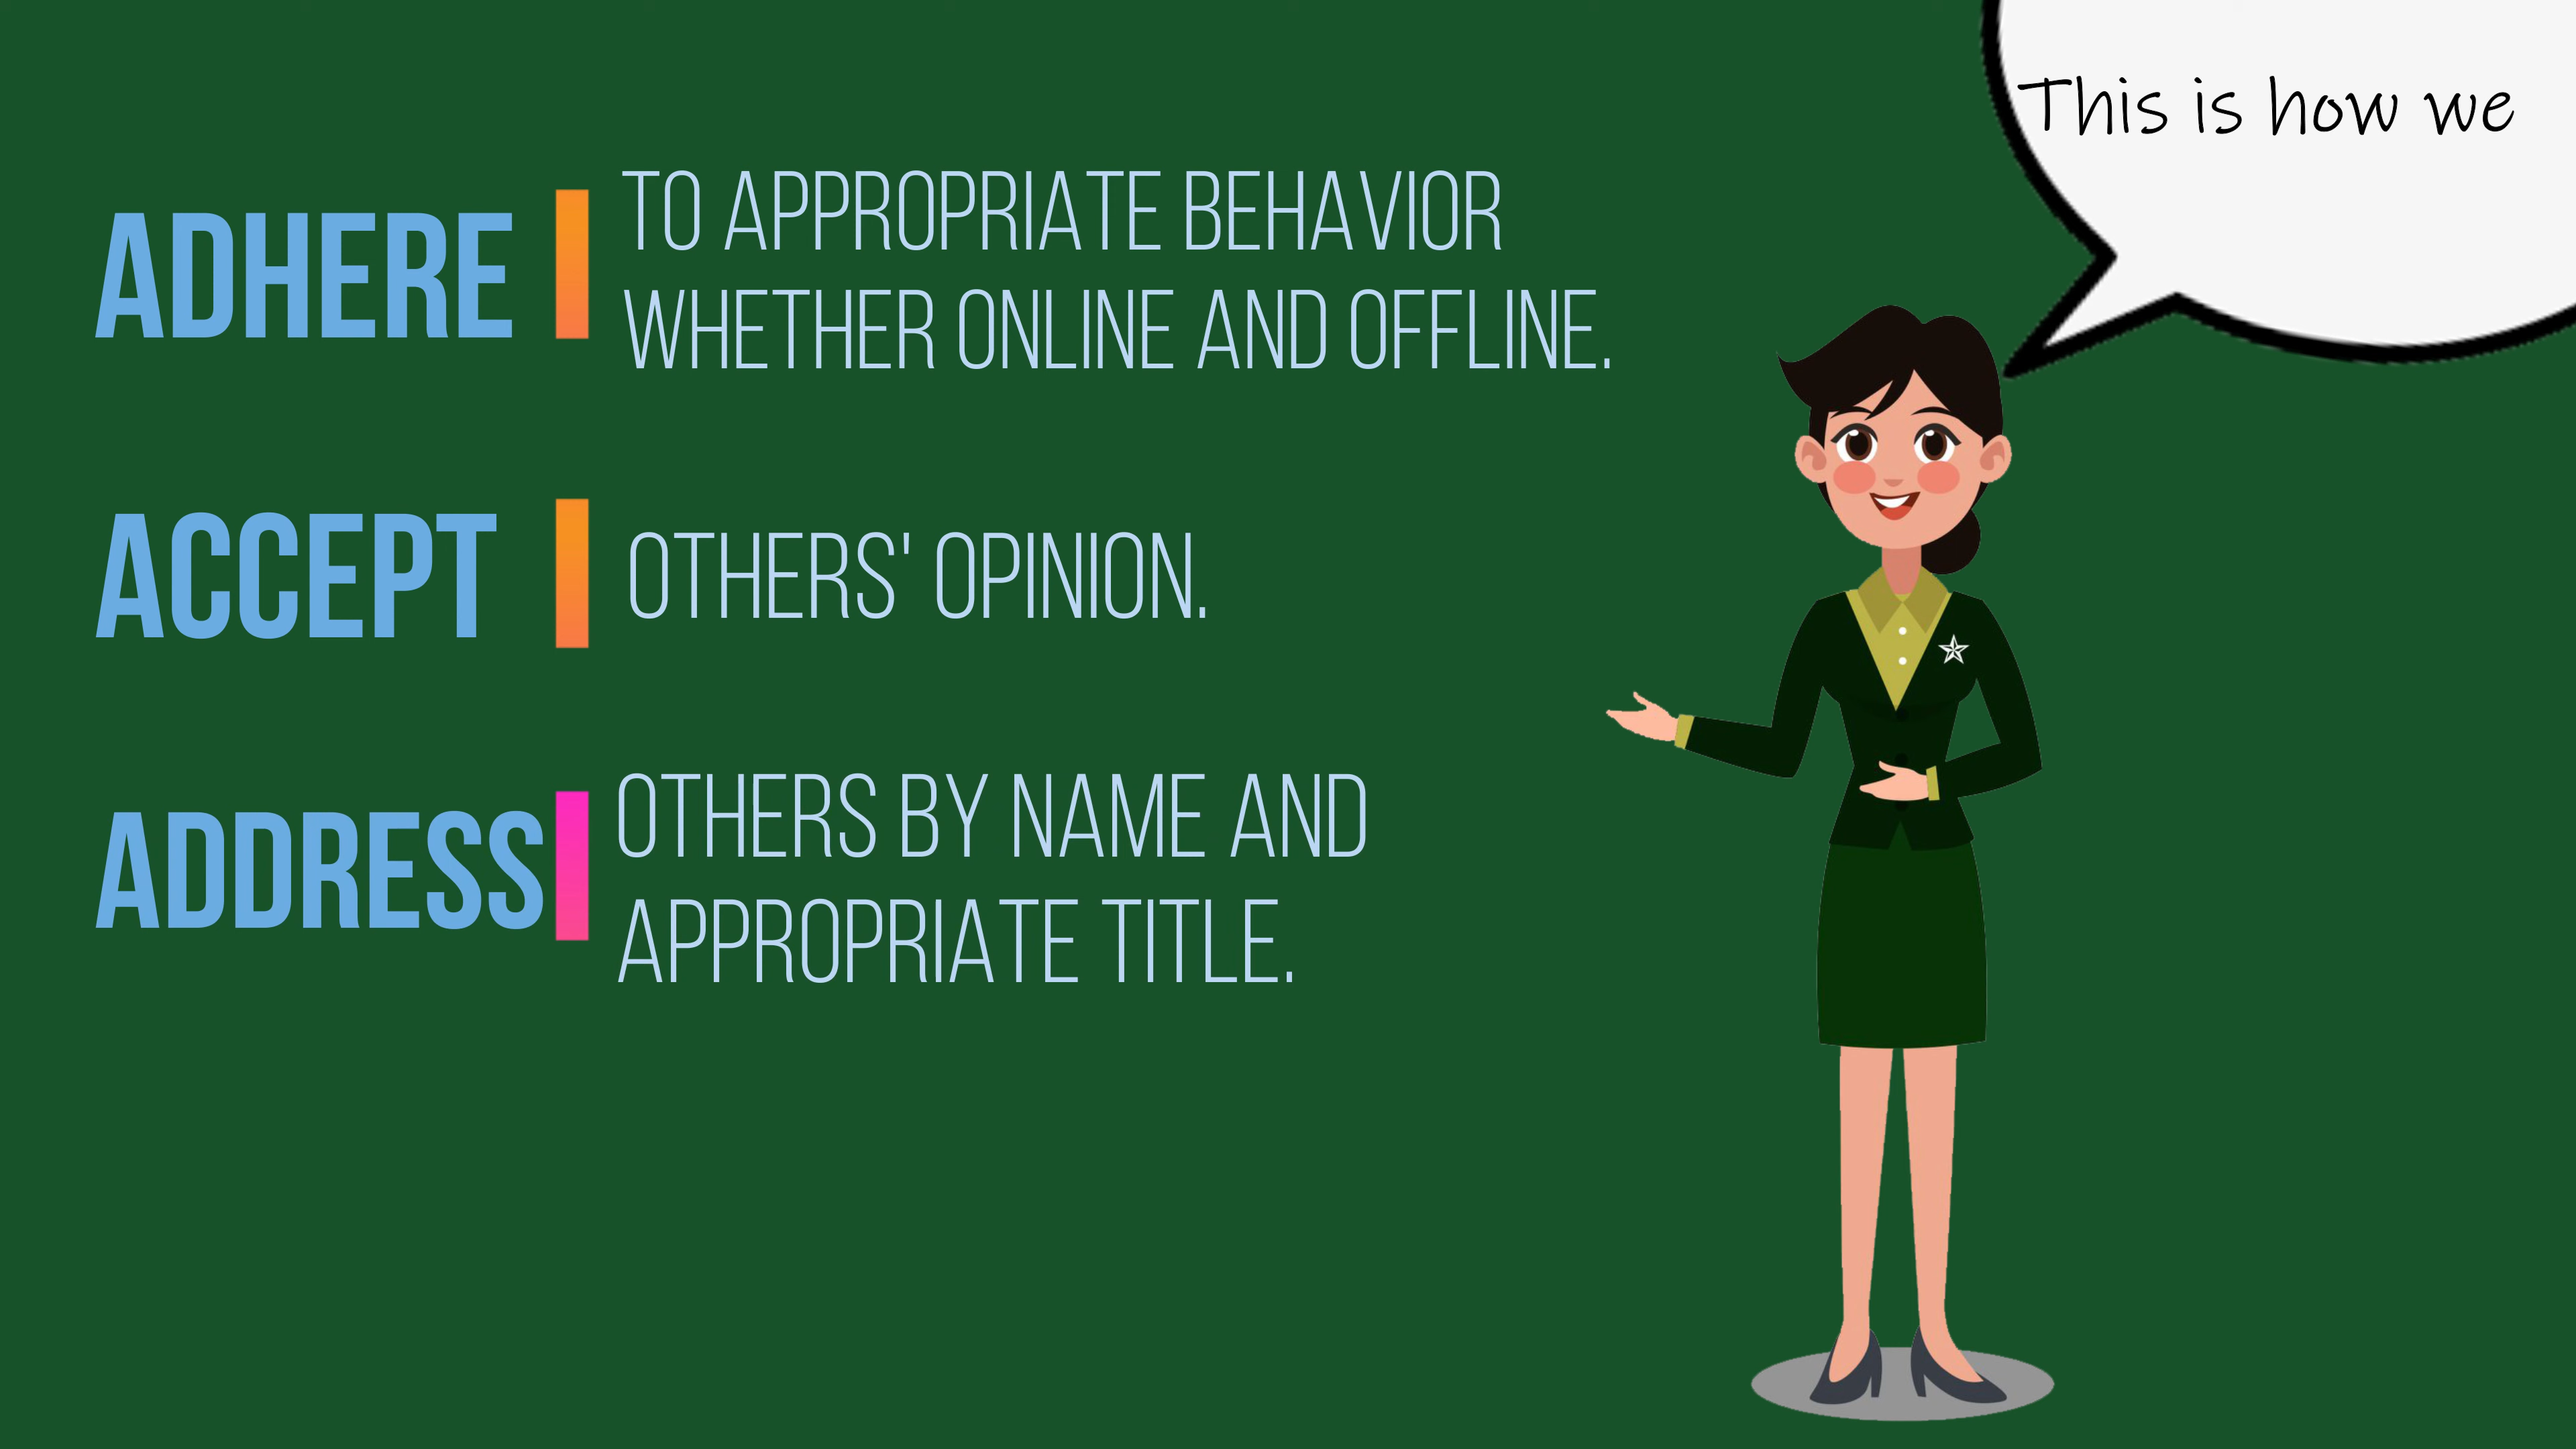 This is how we
ADHERE
TO APPROPRIATE BEHAVIOR
WHETHER ONLINE AND OFFLINE.
ACCEPT
OTHERS' OPINION.
ADDRESS
OTHERS BY NAME AND
APPROPRIATE TITLE.